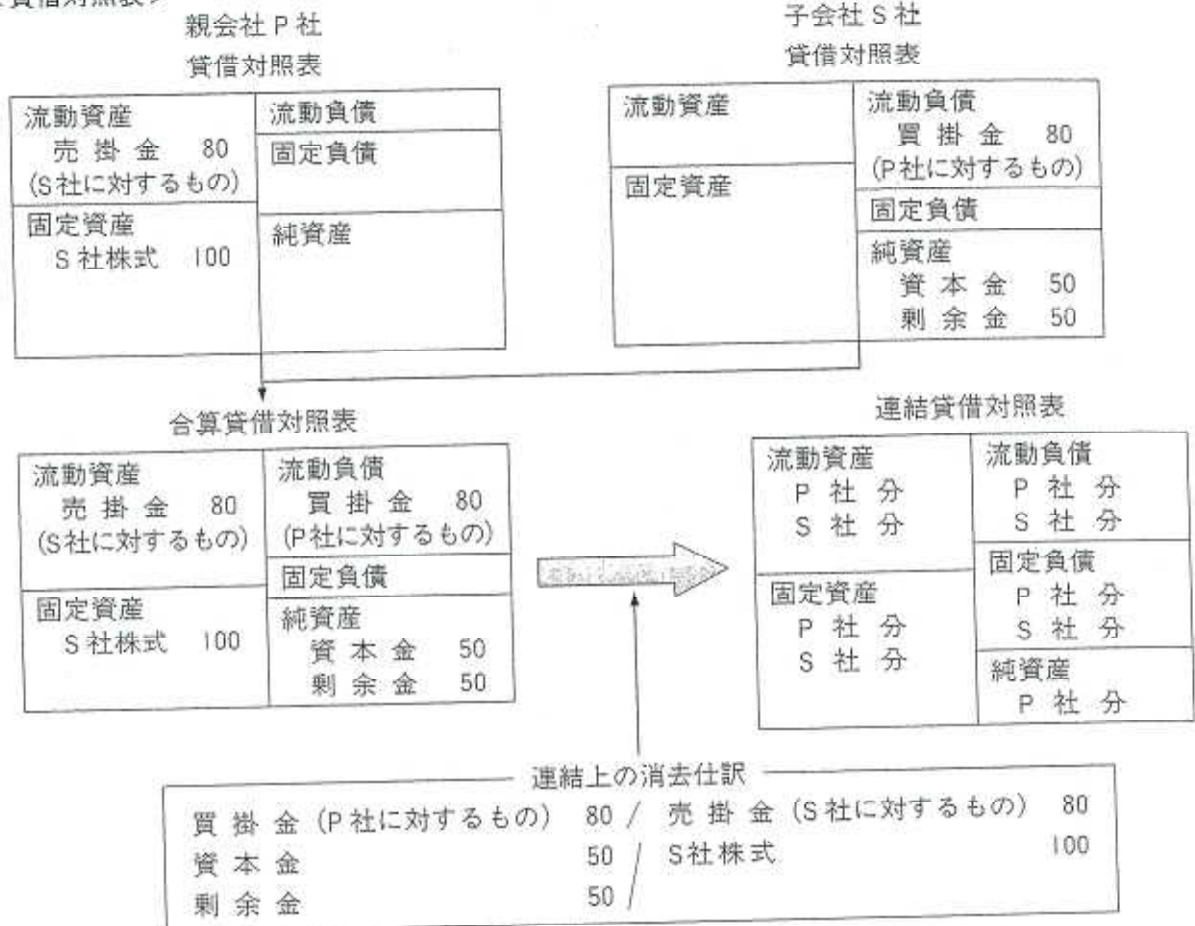 貸借対照表
親会社P社
貸借対照表
流動資産
売掛金 80
(S社に対するもの)
固定資産
S社株式 100
流動負債
固定負債
純資産
子会社S社
貸借対照表
流動資産
固定資産
流動負債
買掛金 80
(P社に対するもの)
固定負債
純資産
資本金 50
剰余金 50
合算貸借対照表
流動資産
売掛金 80
(S社に対するもの)
固定資産
S社株式 100
流動負債
買掛金 80
(P社に対するもの)
固定負債
純資産
資本金 50
剰余金 50
連結貸借対照表
流動資産
P社分
S社分
固定資産
P社分
S社分
流動負債
P社分
S社分
固定負債
P社分
S社分
純資産
P社分
連結上の消去仕訳
買掛金(P社に対するもの) 80 / 売掛金(S社に対するもの) 80
資本金 50 / S社株式 100
剰余金 50 /